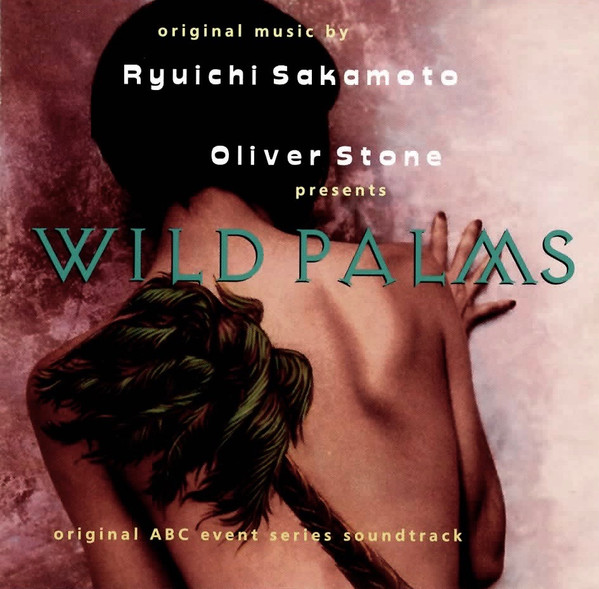 original music by
Ryuichi Sakamoto
Oliver Stone
presents
WILD PALMS
original ABC event series soundtrack